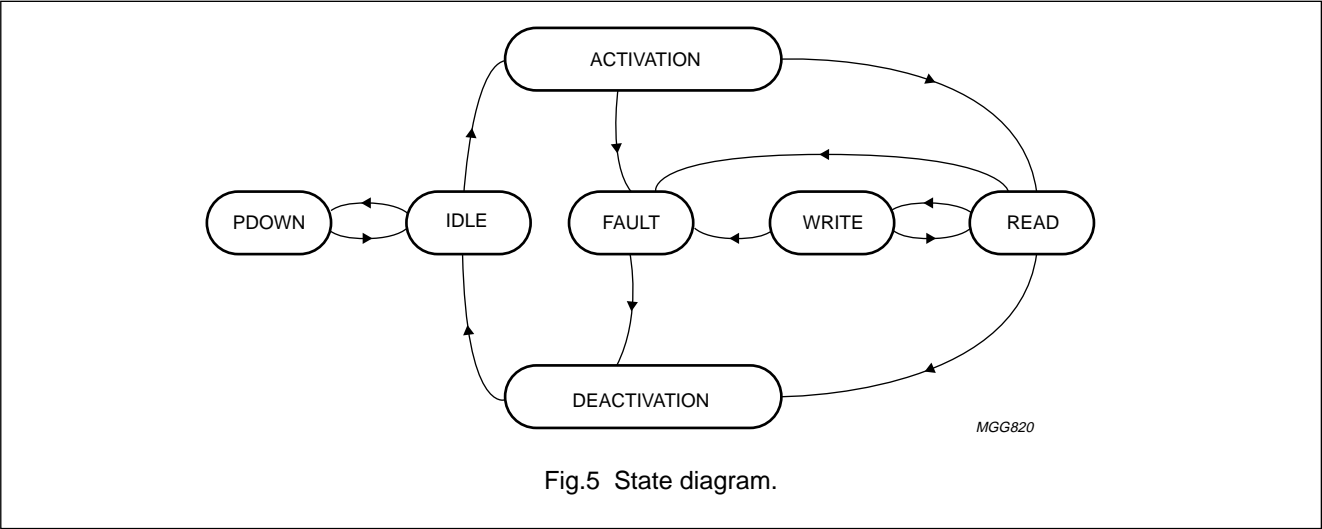 ACTIVATION
PDOWN
IDLE
FAULT
WRITE
READ
DEACTIVATION
MGG820
Fig.5 State diagram.